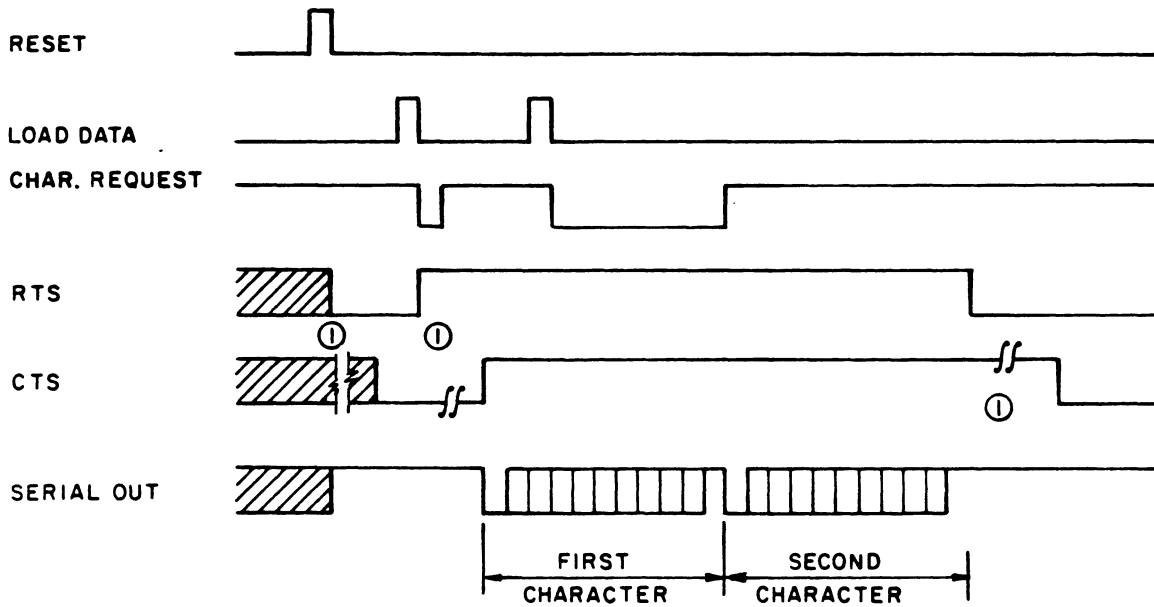 RESET
LOAD DATA
CHAR. REQUEST
RTS
① ①
CTS
①
SERIAL OUT
FIRST CHARACTER
SECOND CHARACTER